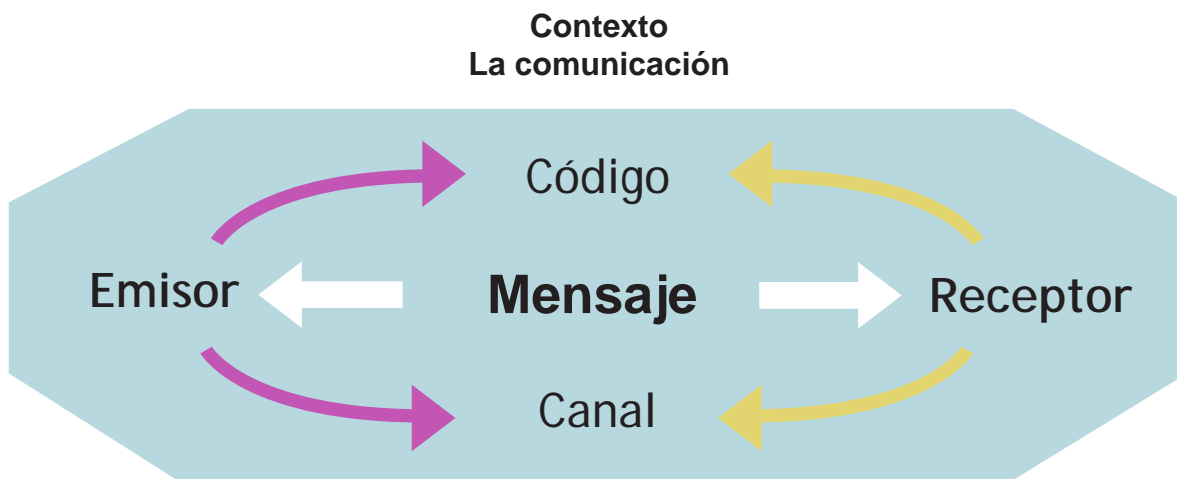 Contexto
La comunicación
Código
Emisor
Mensaje
Receptor
Canal